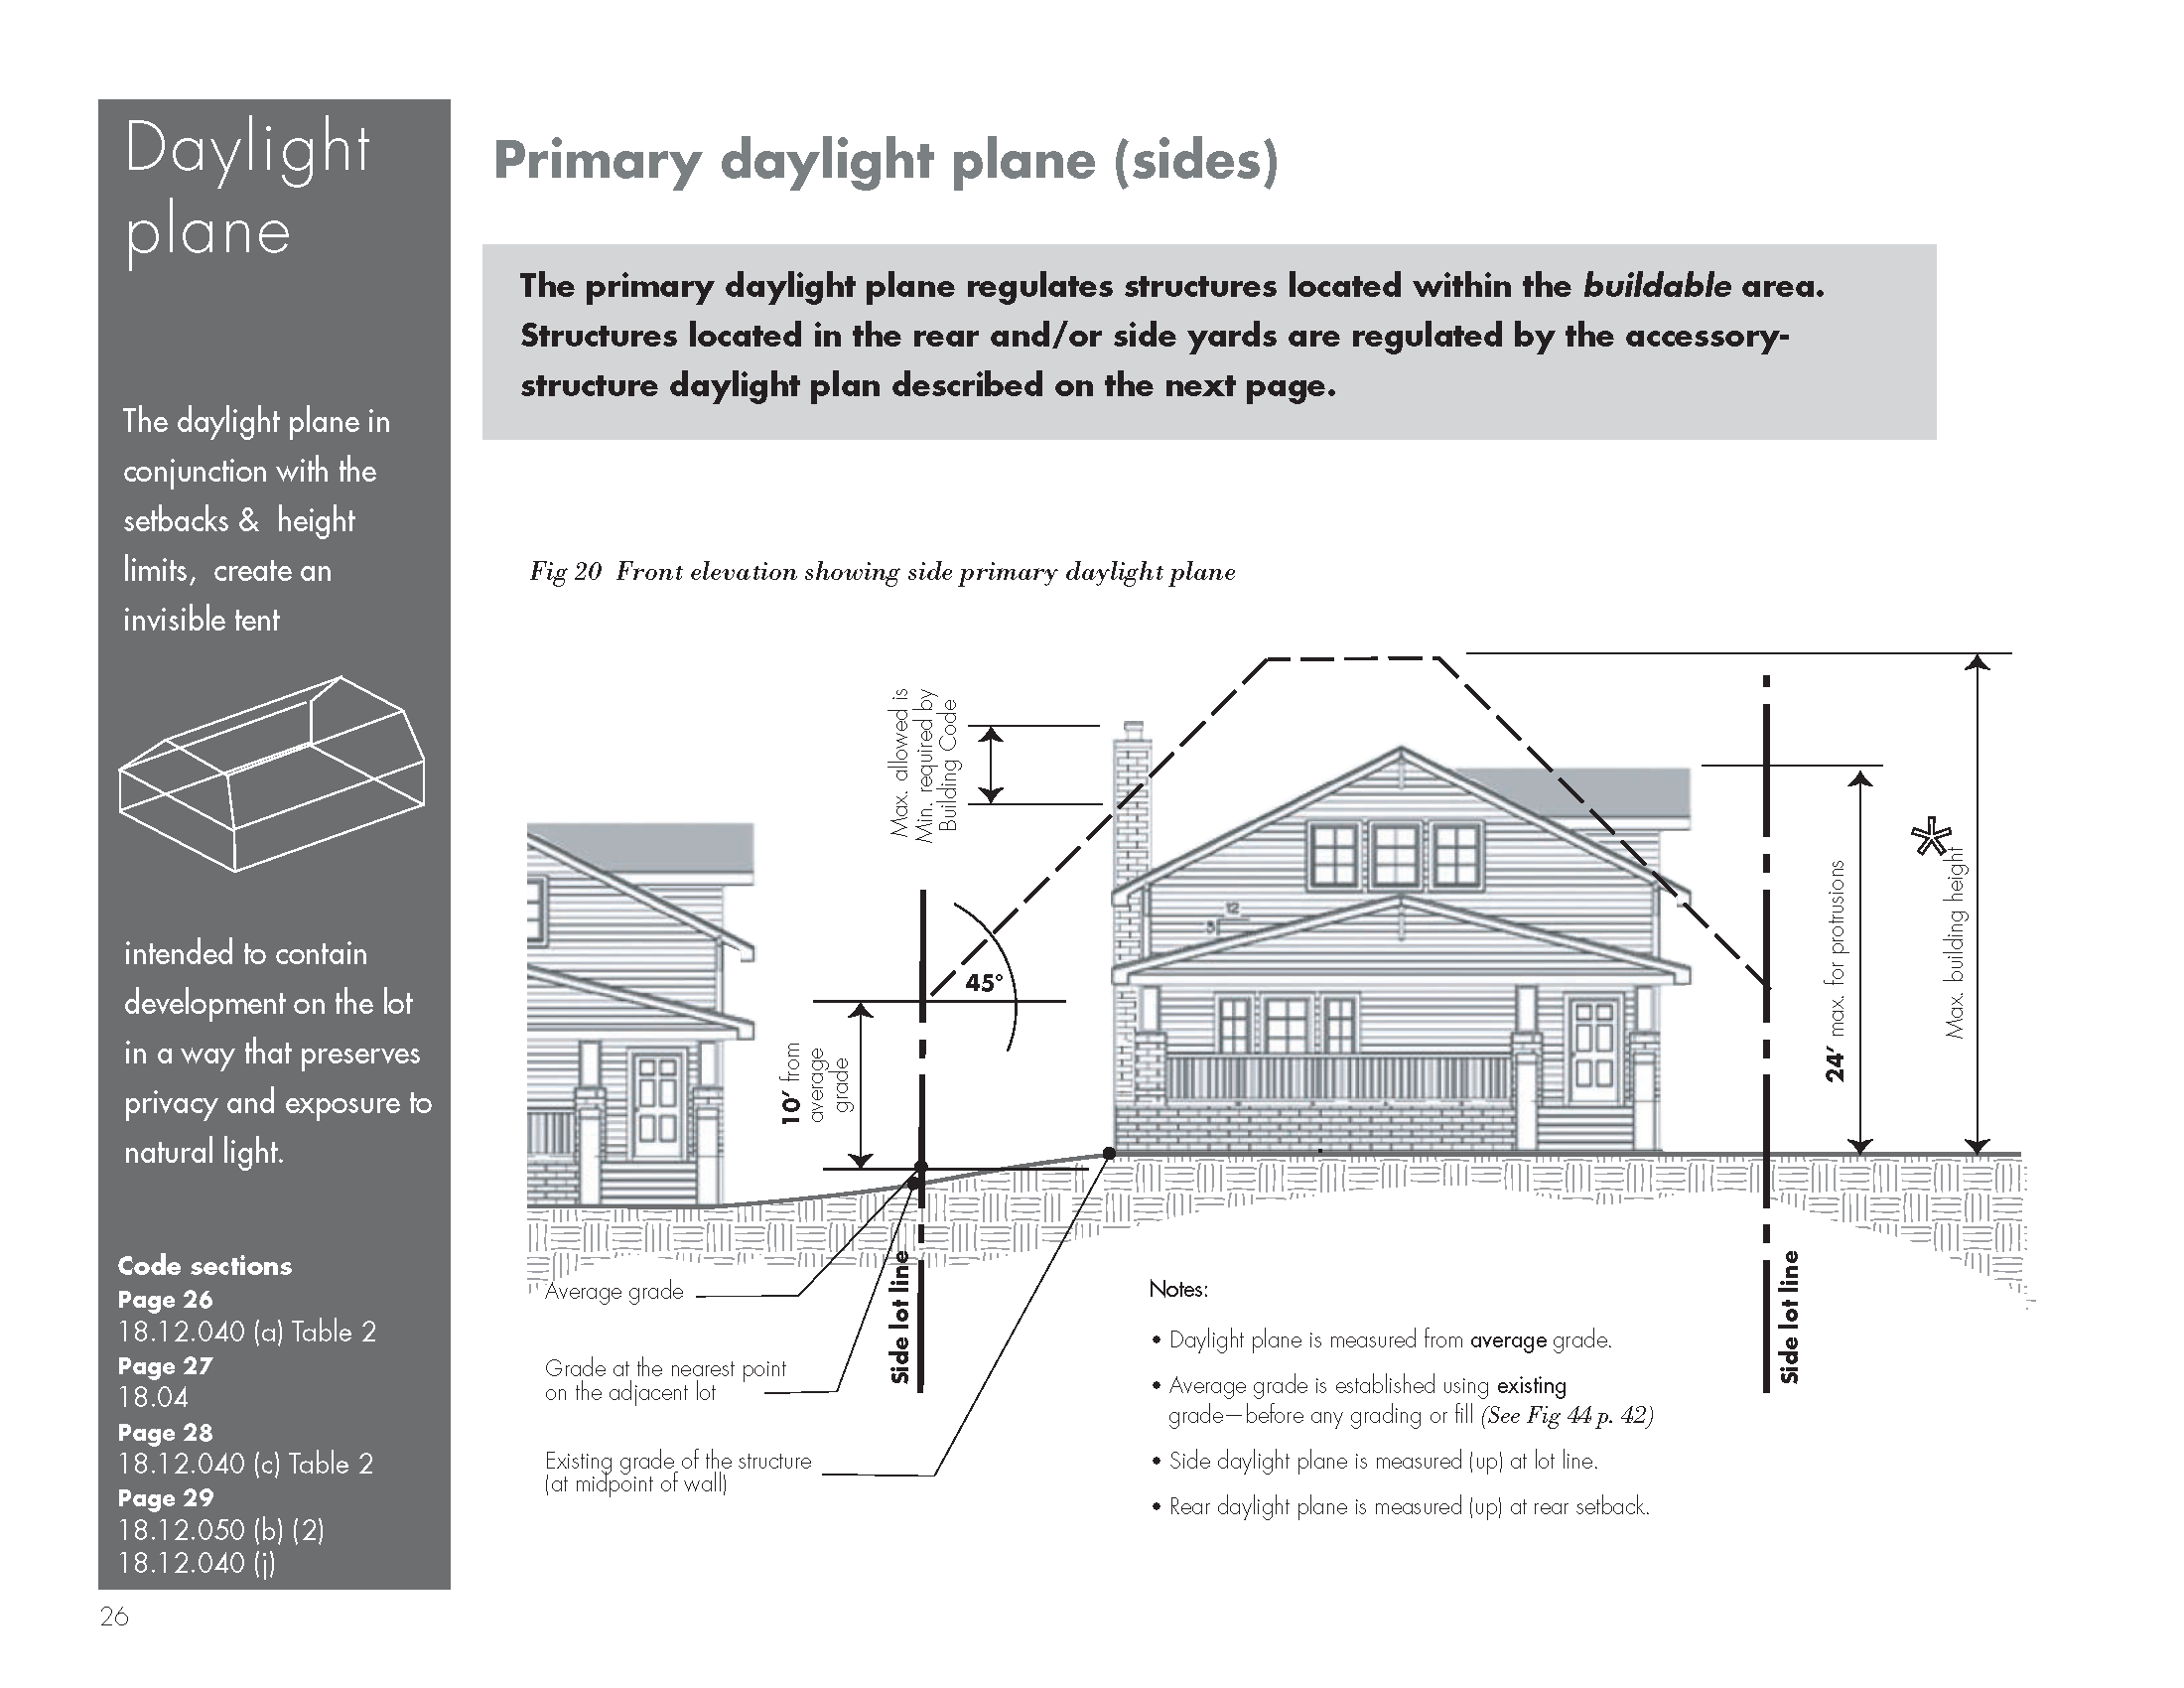 Daylight
plane
The daylight plane in
conjunction with the
setbacks & height
limits, create an
invisible tent
intended to contain
development on the lot
in a way that preserves
privacy and exposure to
natural light.
Code sections
Page 26
18.12.040 (a) Table 2
Page 27
18.04
Page 28
18.12.040 (c) Table 2
Page 29
18.12.050 (b) (2)
18.12.040 (j)
26
Primary daylight plane (sides)
The primary daylight plane regulates structures located within the buildable area.
Structures located in the rear and/or side yards are regulated by the accessory-
structure daylight plan described on the next page.
Fig 20 Front elevation showing side primary daylight plane
Max. allowed is
Min. required by
Building Code
45°
10′ from
average
grade
12
5
24′ max. for protrusions
*
Max. building height
Average grade
Grade at the nearest point
on the adjacent lot
Existing grade of the structure
(at midpoint of wall)
Side lot line
Side lot line
Notes:
• Daylight plane is measured from average grade.
• Average grade is established using existing
grade—before any grading or fill (See Fig 44 p. 42)
• Side daylight plane is measured (up) at lot line.
• Rear daylight plane is measured (up) at rear setback.